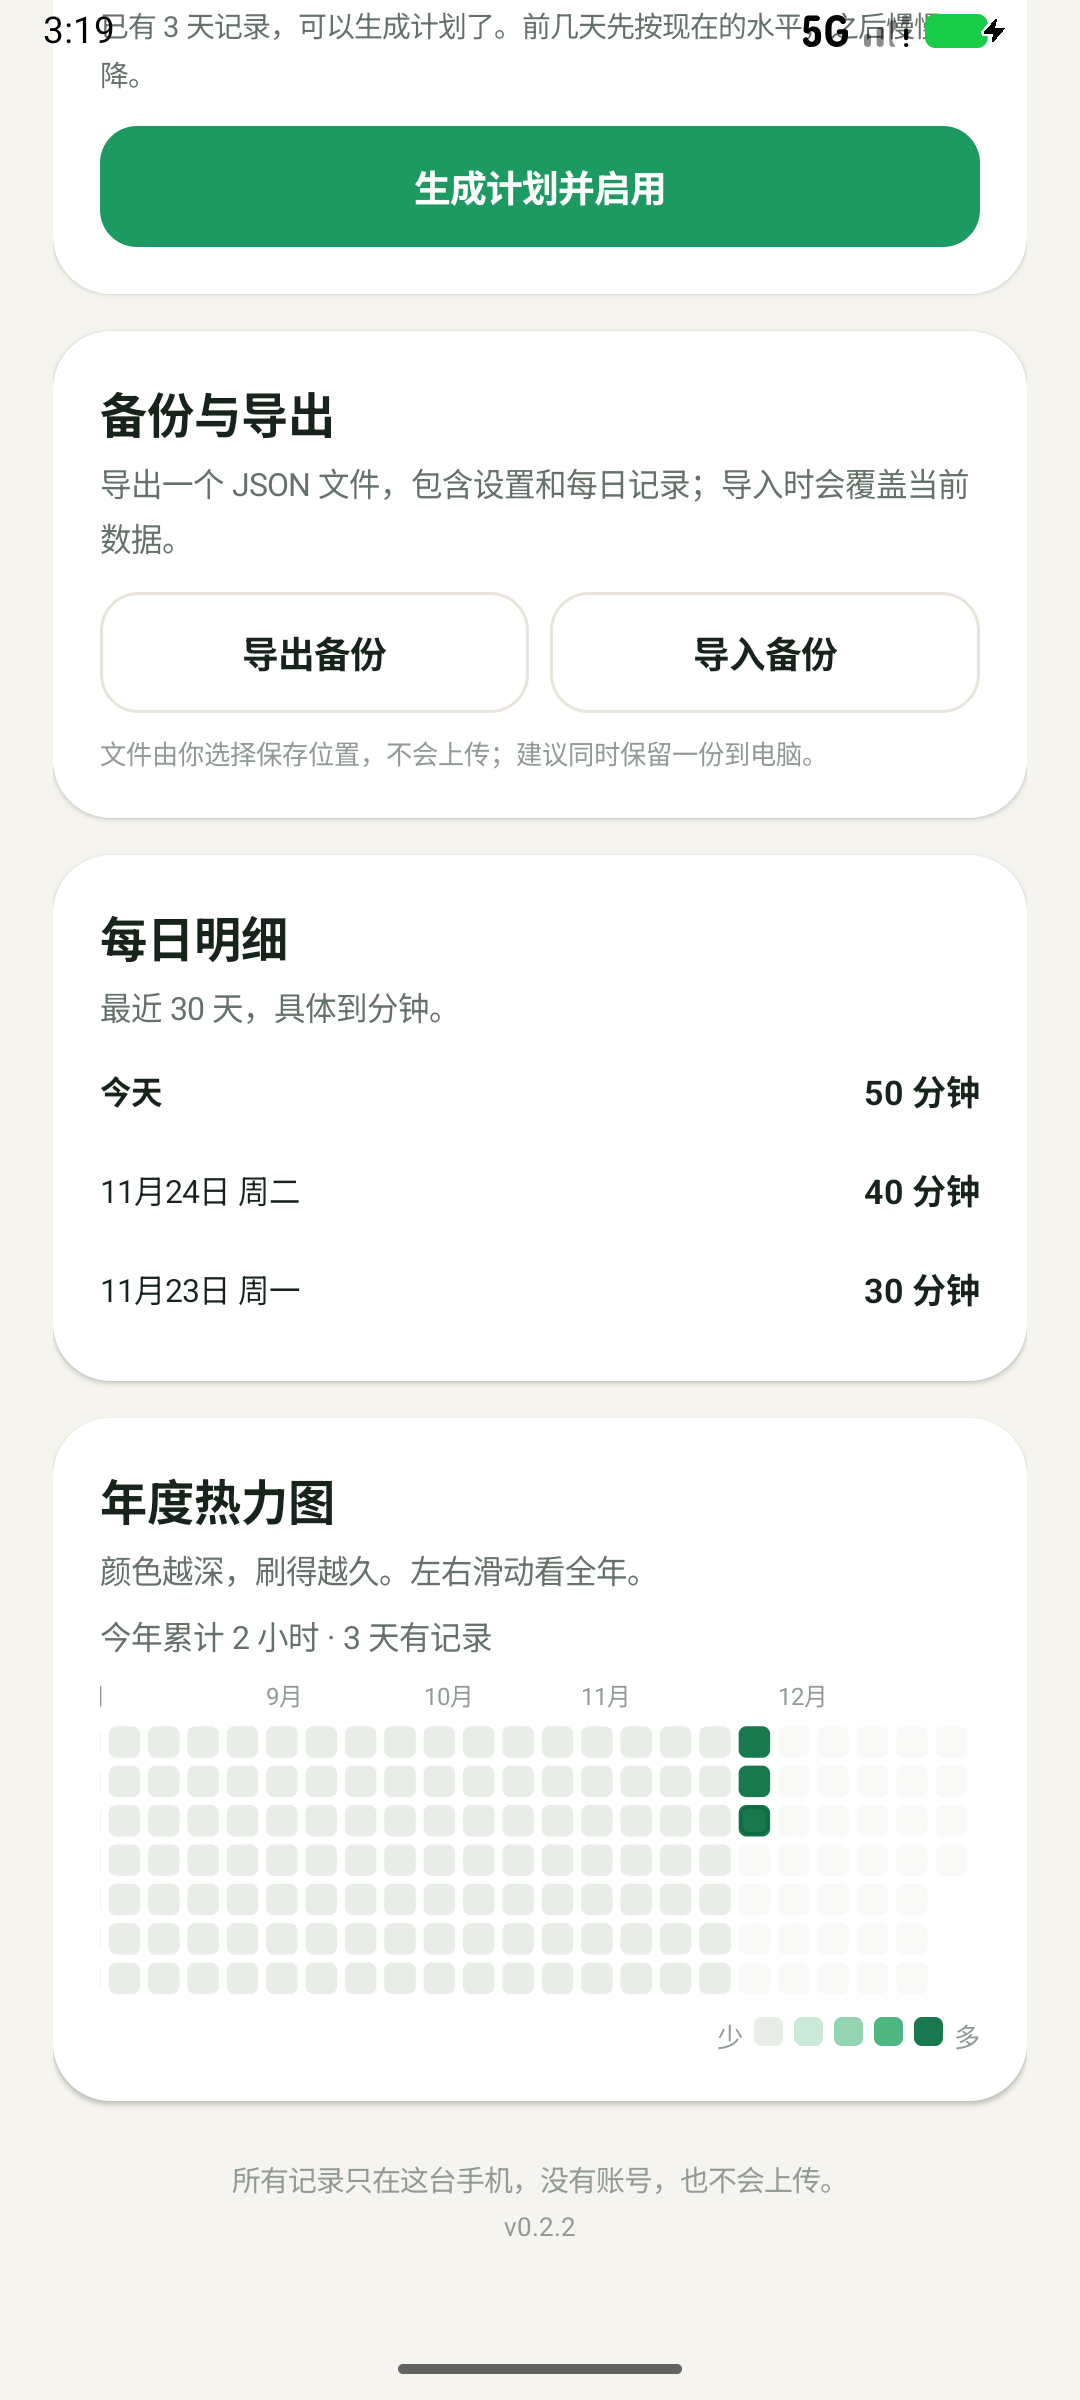 3:19
5G
已有 3 天记录，可以生成计划了。前几天先按现在的水平，之后慢慢
降。
生成计划并启用
备份与导出
导出一个 JSON 文件，包含设置和每日记录；导入时会覆盖当前
数据。
导出备份
导入备份
文件由你选择保存位置，不会上传；建议同时保留一份到电脑。
每日明细
最近 30 天，具体到分钟。
今天
50 分钟
11月24日 周二
40 分钟
11月23日 周一
30 分钟
年度热力图
颜色越深，刷得越久。左右滑动看全年。
今年累计 2 小时 · 3 天有记录
9月
10月
11月
12月
少
多
所有记录只在这台手机，没有账号，也不会上传。
v0.2.2